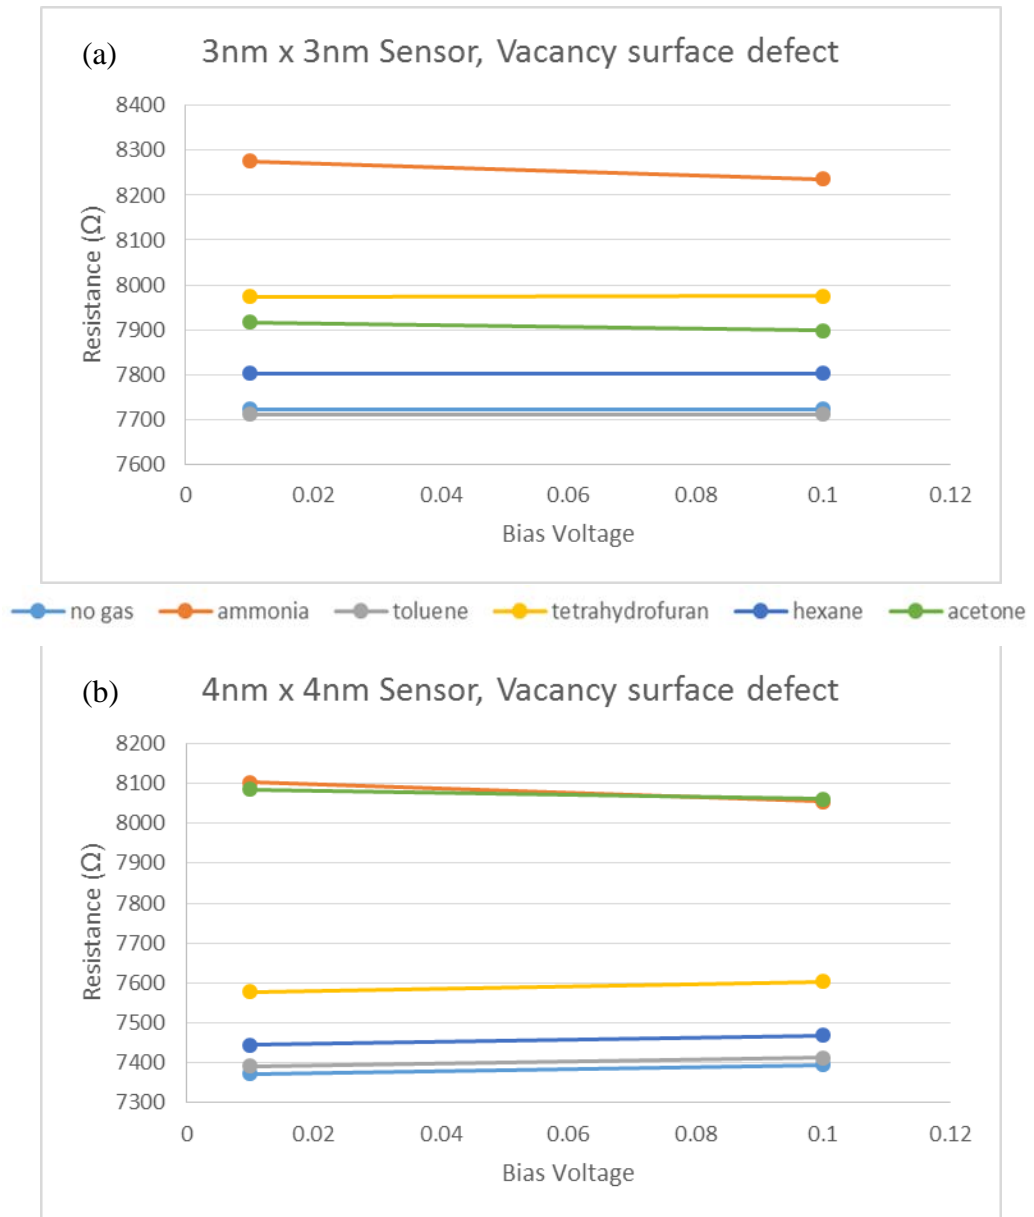 (a) 3nm x 3nm Sensor, Vacancy surface defect
8400
8300
8200
8100
8000
7900
7800
7700
7600
Resistance (Ω)
0 0.02 0.04 0.06 0.08 0.1 0.12
Bias Voltage
no gas ammonia toluene tetrahydrofuran hexane acetone
(b) 4nm x 4nm Sensor, Vacancy surface defect
8200
8100
8000
7900
7800
7700
7600
7500
7400
7300
Resistance (Ω)
0 0.02 0.04 0.06 0.08 0.1 0.12
Bias Voltage